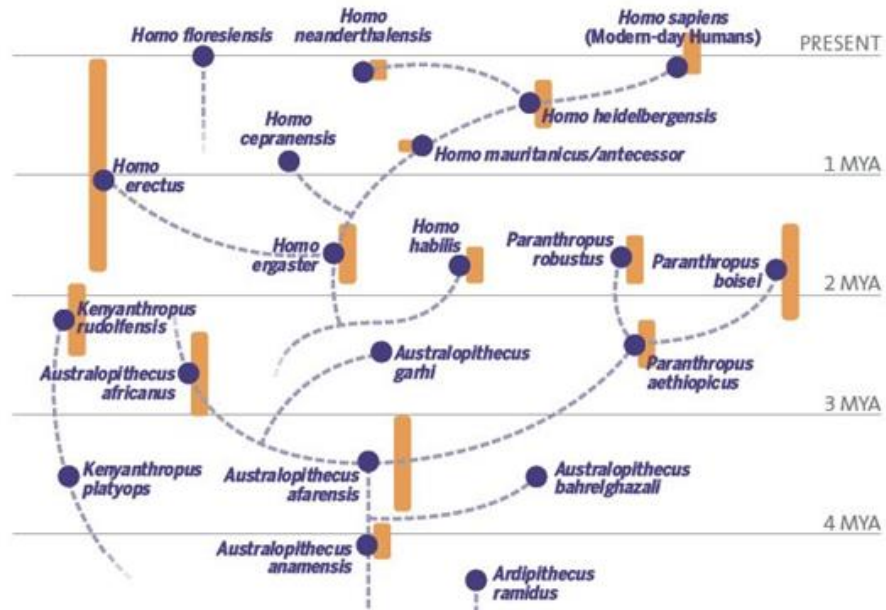 Homo floresiensis
Homo
neanderthalensis
Homo sapiens
(Modern-day Humans)
PRESENT
Homo heidelbergensis
Homo
cepranensis
Homo mauritanicus/antecessor
Homo
erectus
1 MYA
Homo
ergaster
Homo
habilis
Paranthropus
robustus
Paranthropus
boisei
2 MYA
Kenyanthropus
rudolfensis
Australopithecus
africanus
Australopithecus
garhi
Paranthropus
aethiopicus
3 MYA
Kenyanthropus
platyops
Australopithecus
afarensis
Australopithecus
bahrelghazali
4 MYA
Australopithecus
anamensis
Ardipithecus
ramidus